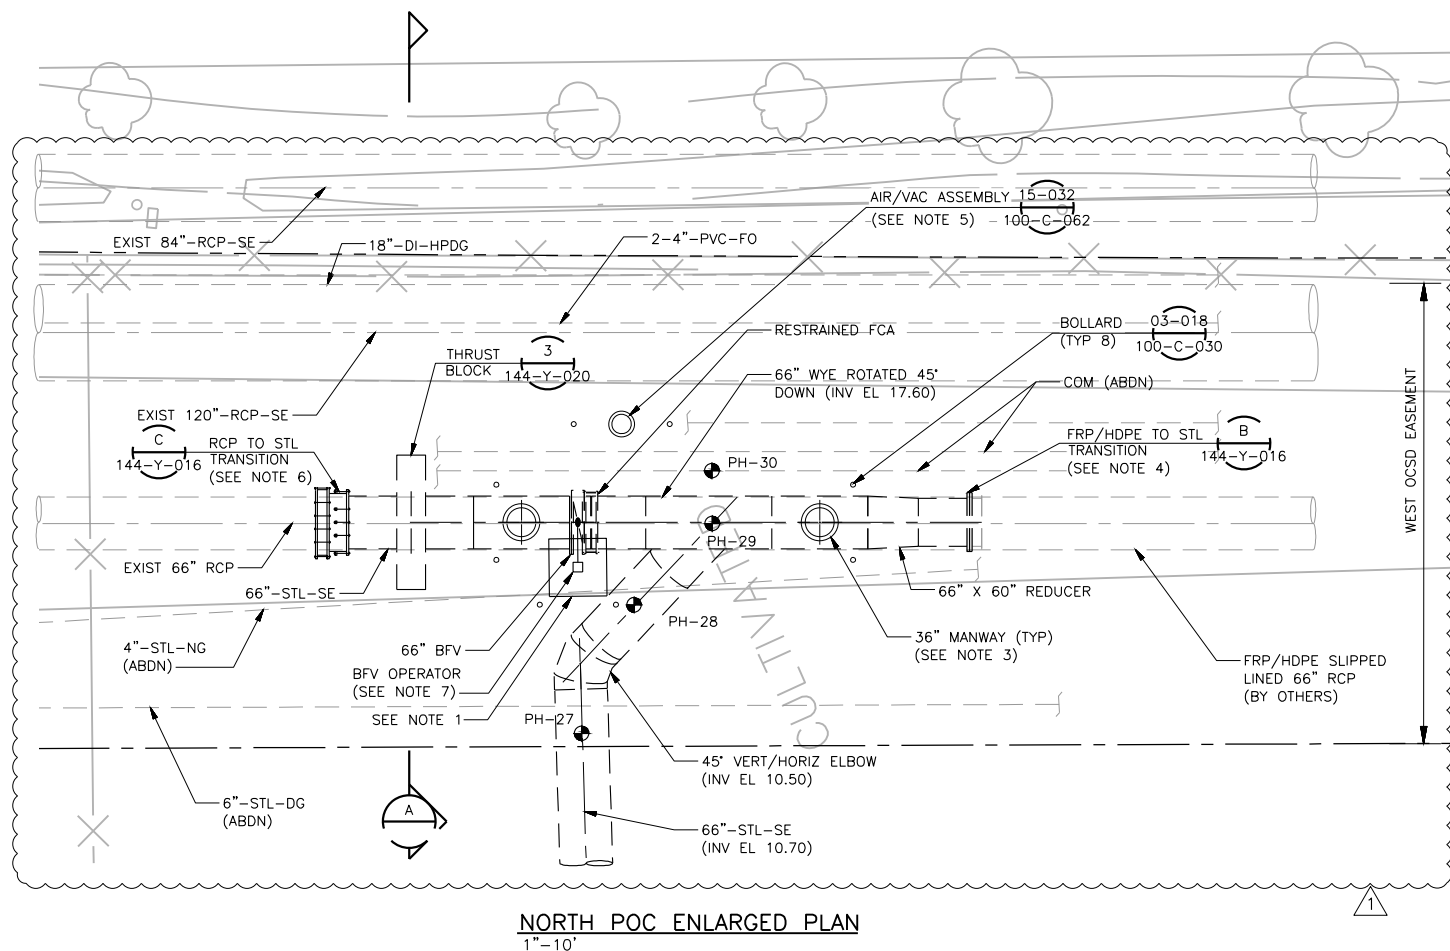 AIR/VAC ASSEMBLY
(SEE NOTE 5)
15-032
100-C-062
EXIST 84"-RCP-SE
18"-DI-HPDG
2-4"-PVC-FO
RESTRAINED FCA
BOLLARD
(TYP 8)
03-018
100-C-030
THRUST
BLOCK
3
144-Y-020
66" WYE ROTATED 45°
DOWN (INV EL 17.60)
COM (ABDN)
WEST OCSD EASEMENT
EXIST 120"-RCP-SE
C
144-Y-016
RCP TO STL
TRANSITION
(SEE NOTE 6)
FRP/HDPE TO STL
TRANSITION
(SEE NOTE 4)
B
144-Y-016
PH-30
PH-29
EXIST 66" RCP
66"-STL-SE
66" X 60" REDUCER
CULTIVATED
PH-28
4"-STL-NG
(ABDN)
66" BFV
BFV OPERATOR
(SEE NOTE 7)
SEE NOTE 1
36" MANWAY (TYP)
(SEE NOTE 3)
FRP/HDPE SLIPPED
LINED 66" RCP
(BY OTHERS)
PH-27
45° VERT/HORIZ ELBOW
(INV EL 10.50)
6"-STL-DG
(ABDN)
A
66"-STL-SE
(INV EL 10.70)
1
NORTH POC ENLARGED PLAN
1"-10'